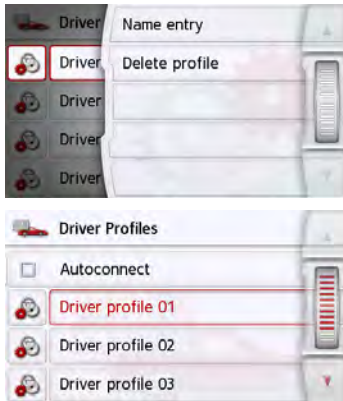 Driver
Name entry
Driver
Delete profile
Driver
Driver
Driver
Driver Profiles
Autoconnect
Driver profile 01
Driver profile 02
Driver profile 03